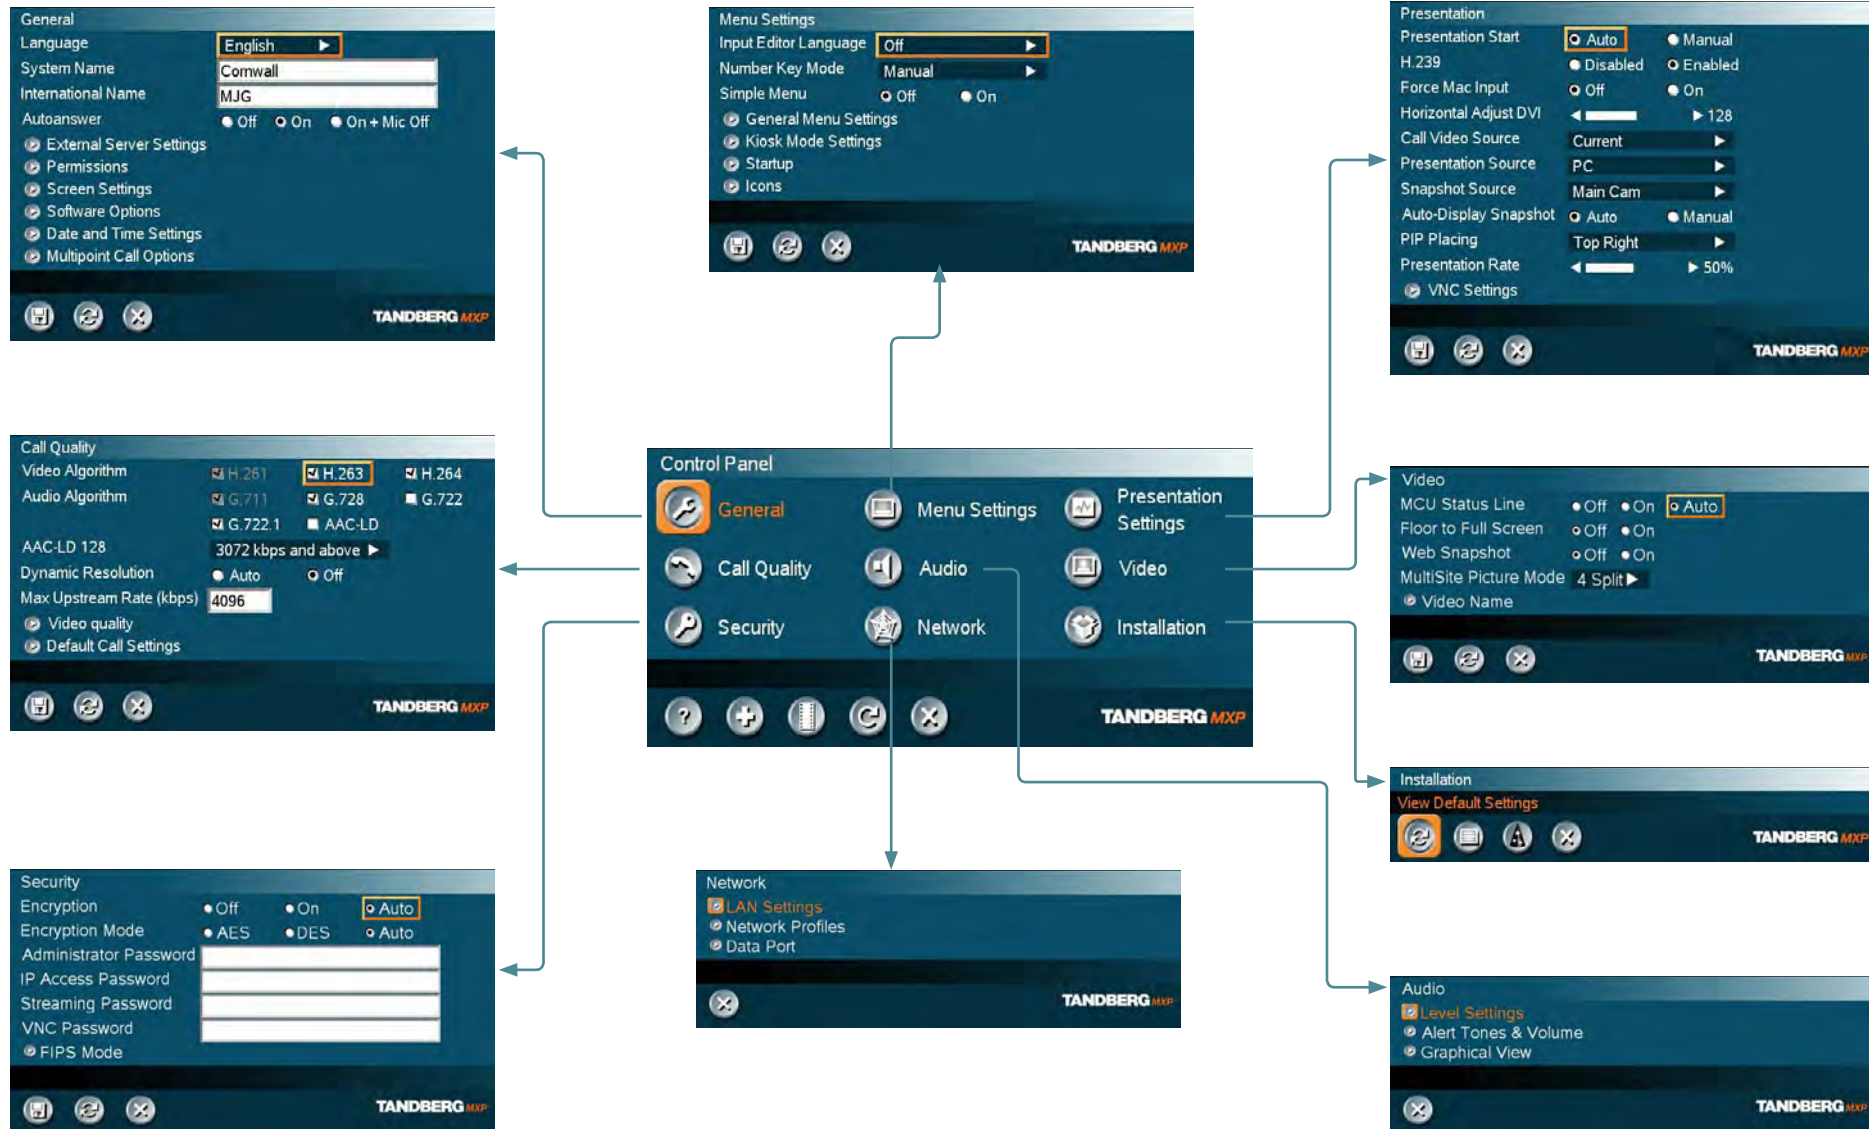 General
Language English
System Name Cornwall
International Name MJG
Autoanswer Off On On + Mic Off
External Server Settings
Permissions
Screen Settings
Software Options
Date and Time Settings
Multipoint Call Options
TANDBERG MXP
Menu Settings
Input Editor Language Off
Number Key Mode Manual
Simple Menu Off On
General Menu Settings
Kiosk Mode Settings
Startup
Icons
TANDBERG MXP
Presentation
Presentation Start Auto Manual
H.239 Disabled Enabled
Force Mac Input Off On
Horizontal Adjust DVI 128
Call Video Source Current
Presentation Source PC
Snapshot Source Main Cam
Auto-Display Snapshot Auto Manual
PIP Placing Top Right
Presentation Rate 50%
VNC Settings
TANDBERG MXP
Call Quality
Video Algorithm H.261 H.263 H.264
Audio Algorithm G.711 G.728 G.722
G.722.1 AAC-LD
AAC-LD 128 3072 kbps and above
Dynamic Resolution Auto Off
Max Upstream Rate (kbps) 4096
Video quality
Default Call Settings
TANDBERG MXP
Control Panel
General Menu Settings Presentation Settings
Call Quality Audio Video
Security Network Installation
TANDBERG MXP
Video
MCU Status Line Off On Auto
Floor to Full Screen Off On
Web Snapshot Off On
MultiSite Picture Mode 4 Split
Video Name
TANDBERG MXP
Installation
View Default Settings
TANDBERG MXP
Security
Encryption Off On Auto
Encryption Mode AES DES Auto
Administrator Password
IP Access Password
Streaming Password
VNC Password
FIPS Mode
TANDBERG MXP
Network
LAN Settings
Network Profiles
Data Port
TANDBERG MXP
Audio
Level Settings
Alert Tones & Volume
Graphical View
TANDBERG MXP